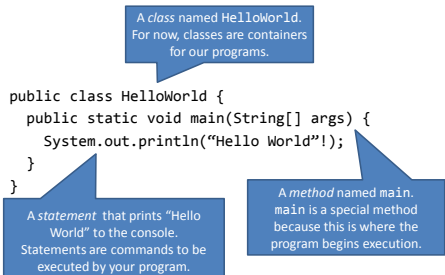 A class named HelloWorld.
For now, classes are containers
for our programs.
public class HelloWorld {
public static void main(String[] args) {
System.out.println(“Hello World”!);
}
}
A method named main.
main is a special method
because this is where the
program begins execution.
A statement that prints “Hello
World” to the console.
Statements are commands to be
executed by your program.